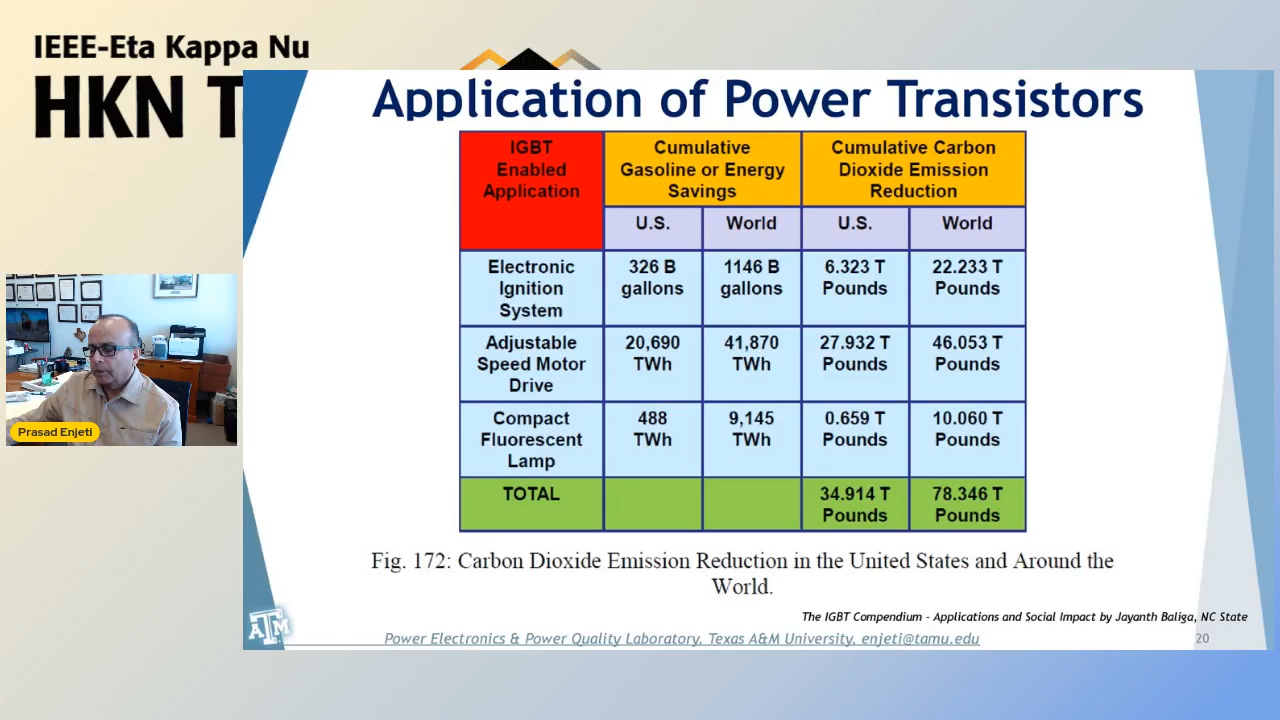 IEEE-Eta Kappa Nu
HKN T
Application of Power Transistors
IGBT
Enabled
Application
Cumulative
Gasoline or Energy
Savings
Cumulative Carbon
Dioxide Emission
Reduction
U.S.
World
U.S.
World
Electronic
Ignition
System
326 B
gallons
1146 B
gallons
6.323 T
Pounds
22.233 T
Pounds
Adjustable
Speed Motor
Drive
20,690
TWh
41,870
TWh
27.932 T
Pounds
46.053 T
Pounds
Compact
Fluorescent
Lamp
488
TWh
9,145
TWh
0.659 T
Pounds
10.060 T
Pounds
TOTAL
34.914 T
Pounds
78.346 T
Pounds
Fig. 172: Carbon Dioxide Emission Reduction in the United States and Around the
World.
The IGBT Compendium – Applications and Social Impact by Jayanth Baliga, NC State
Power Electronics & Power Quality Laboratory, Texas A&M University, enjeti@tamu.edu
20
A T M
Prasad Enjeti